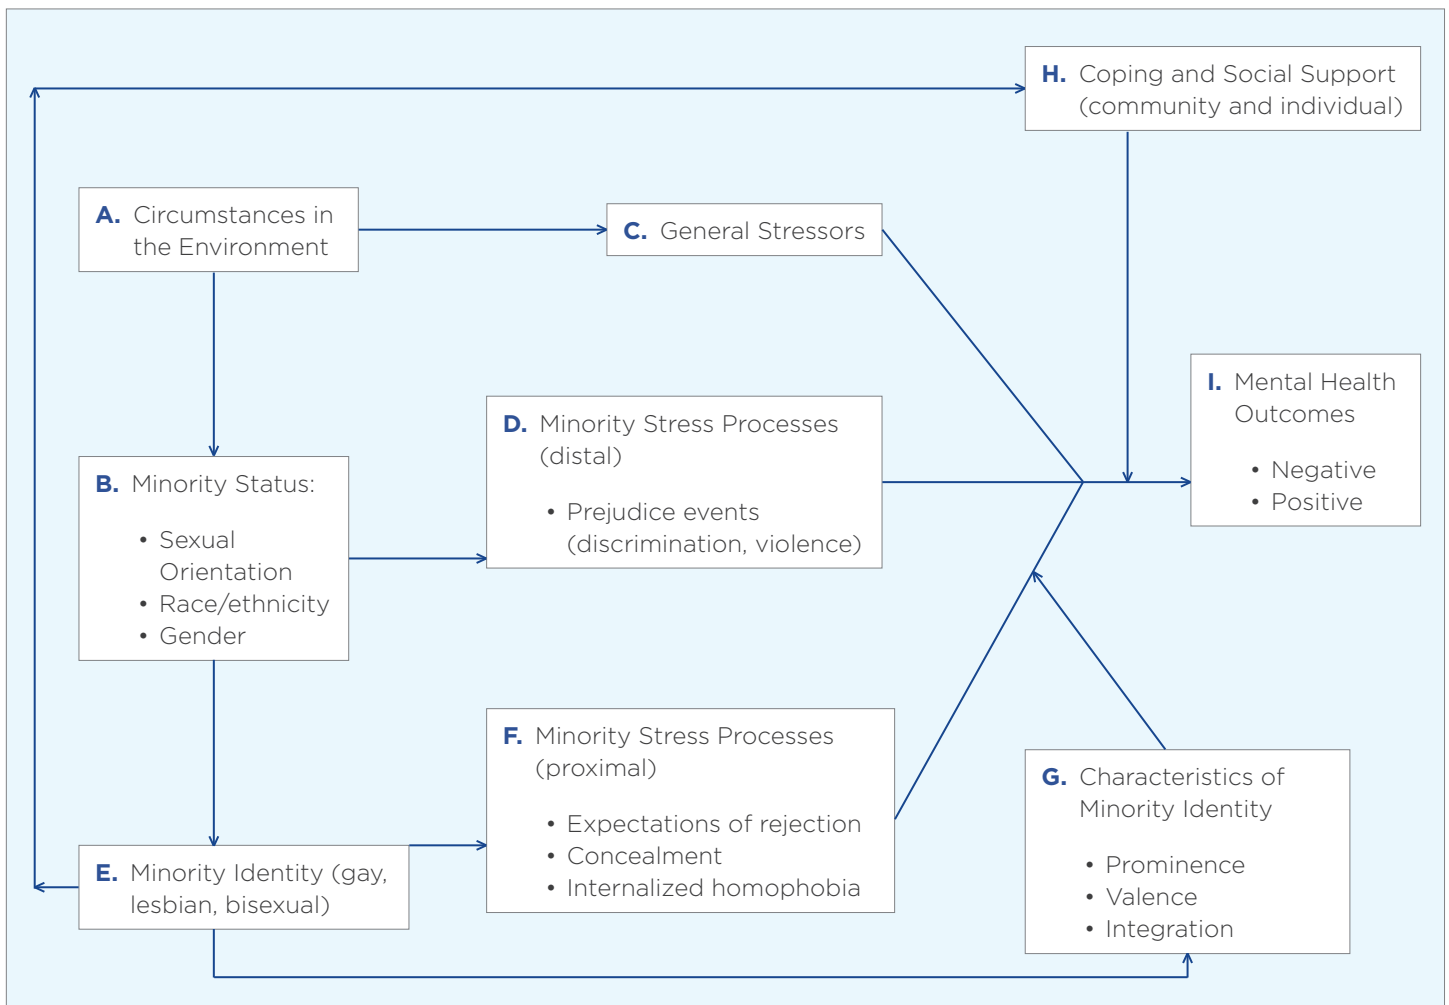 H. Coping and Social Support
(community and individual)
A. Circumstances in
the Environment
C. General Stressors
I. Mental Health
Outcomes
• Negative
• Positive
D. Minority Stress Processes
(distal)
• Prejudice events
(discrimination, violence)
B. Minority Status:
• Sexual
Orientation
• Race/ethnicity
• Gender
F. Minority Stress Processes
(proximal)
• Expectations of rejection
• Concealment
• Internalized homophobia
G. Characteristics of
Minority Identity
• Prominence
• Valence
• Integration
E. Minority Identity (gay,
lesbian, bisexual)